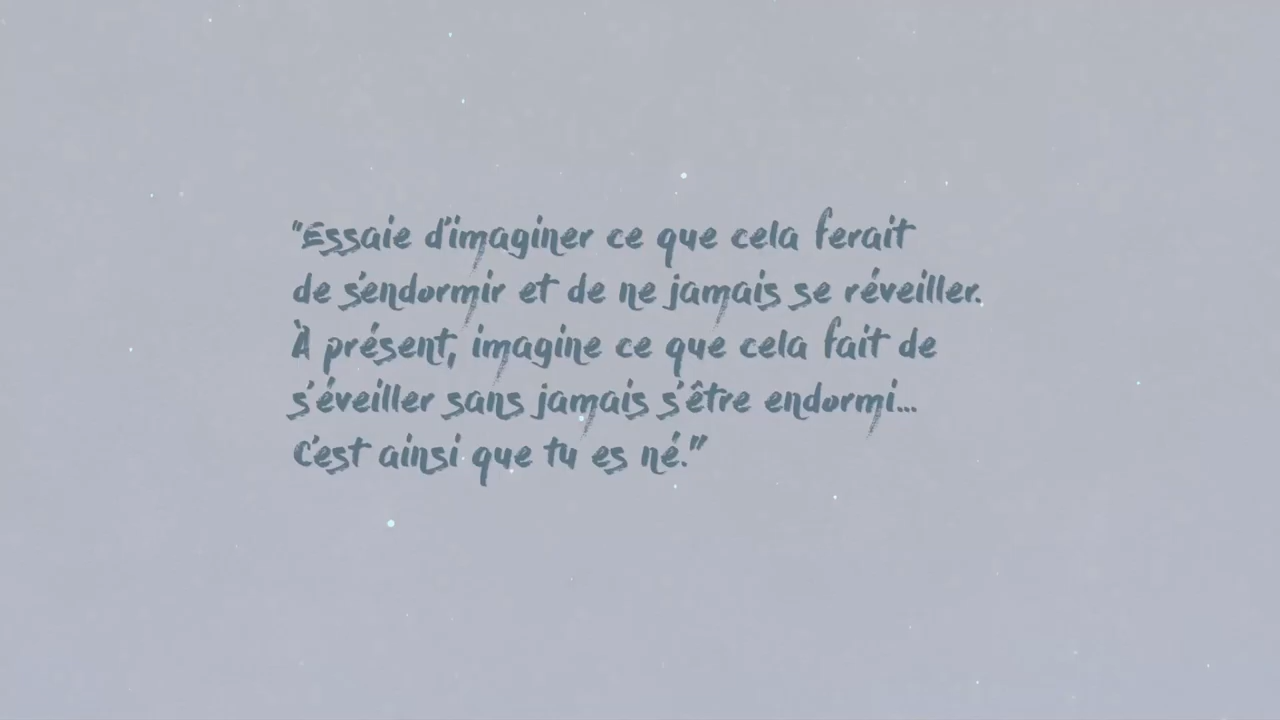 "Essaie d'imaginer ce que cela ferait
de s'endormir et de ne jamais se réveiller.
À présent, imagine ce que cela fait de
s'éveiller sans jamais s'être endormi...
C'est ainsi que tu es né."